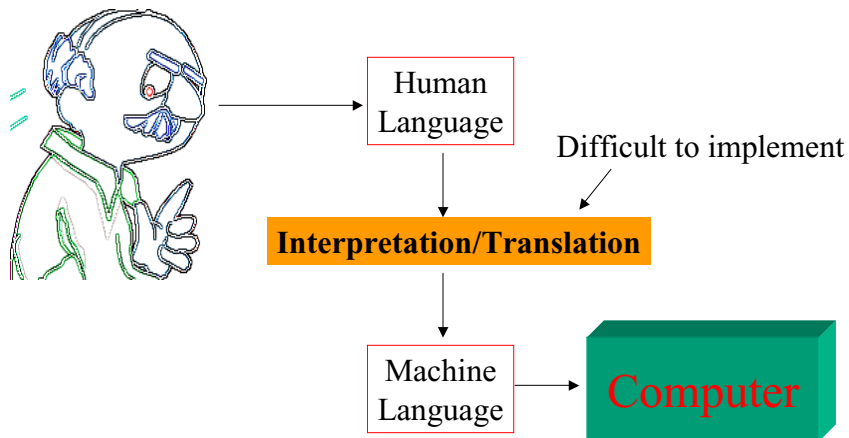 Human
Language
Difficult to implement
Interpretation/Translation
Machine
Language
Computer